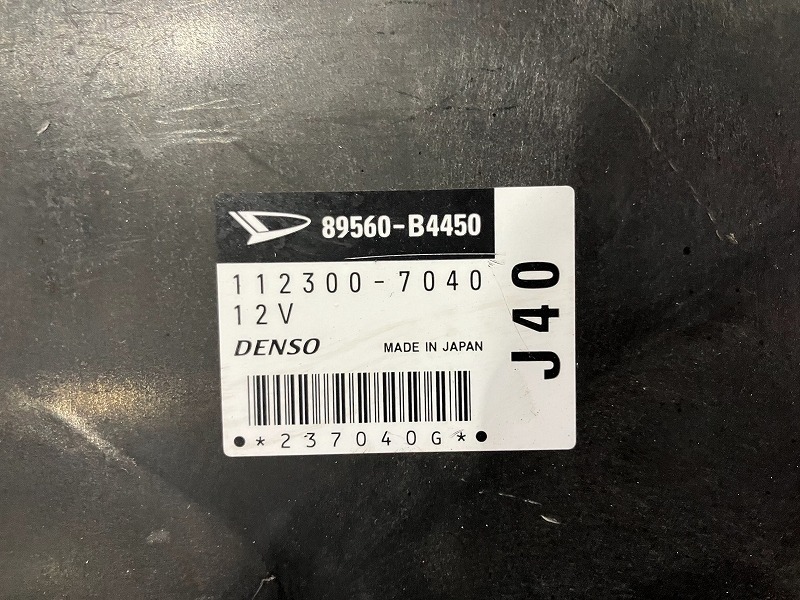 89560-B4450
112300-7040
12V
DENSO MADE IN JAPAN
*237040G*
J40